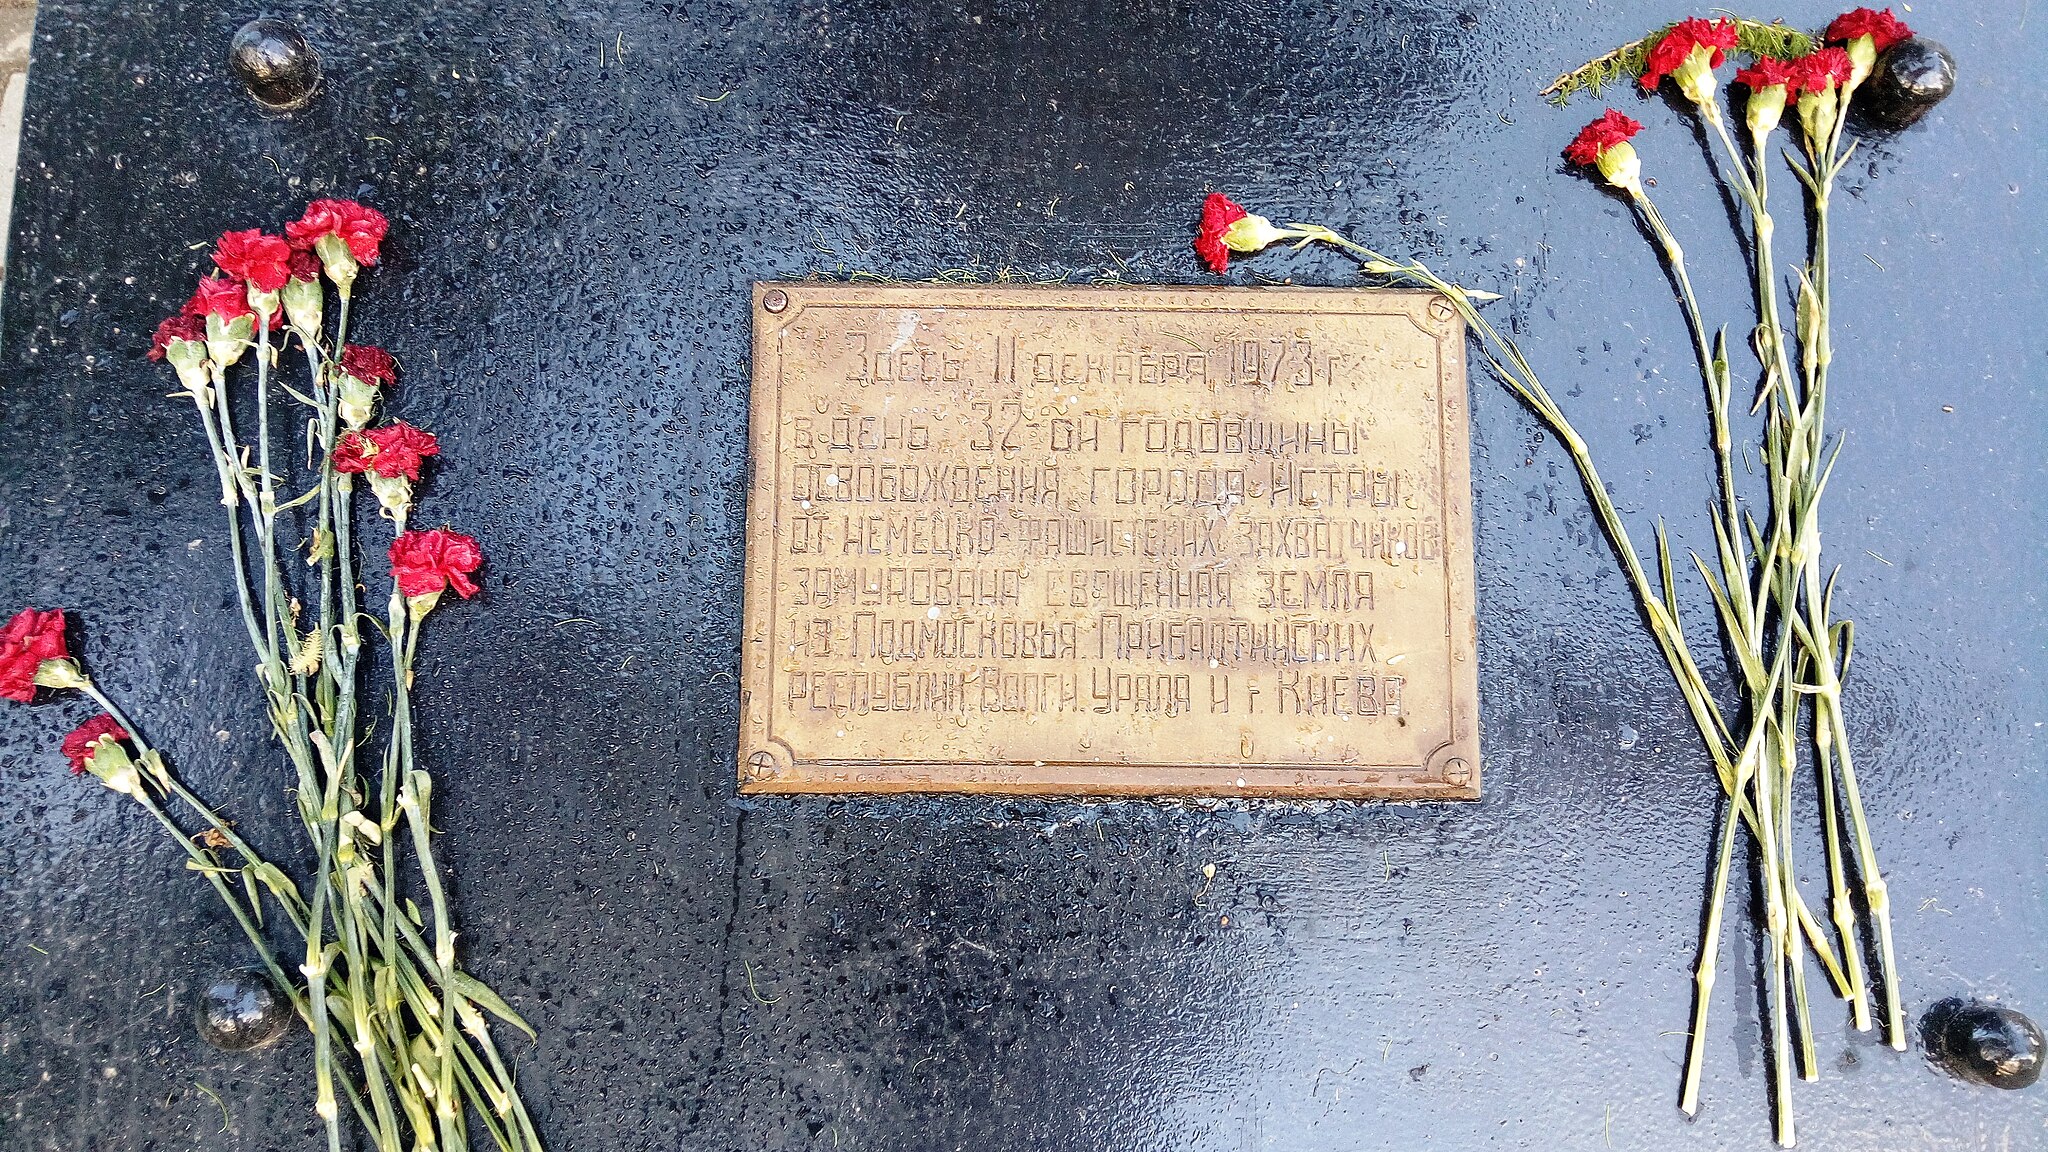 Здесь, 11 декабря 1973 г.
в день 32-ой годовщины
освобождения города Истры
от немецко-фашистских захватчиков
замурована священная земля
из Подмосковья. Прибалтийских
республик. Волги. Урала и г. Киева.